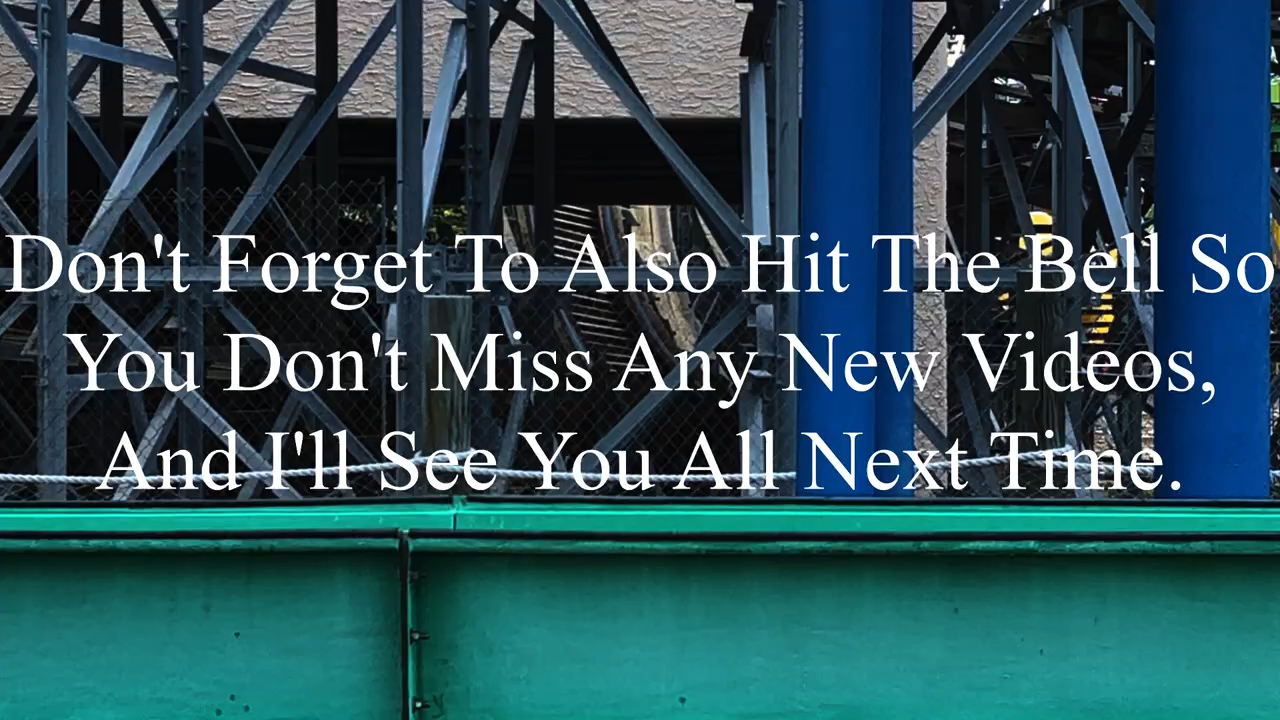 Don't Forget To Also Hit The Bell So
You Don't Miss Any New Videos,
And I'll See You All Next Time.